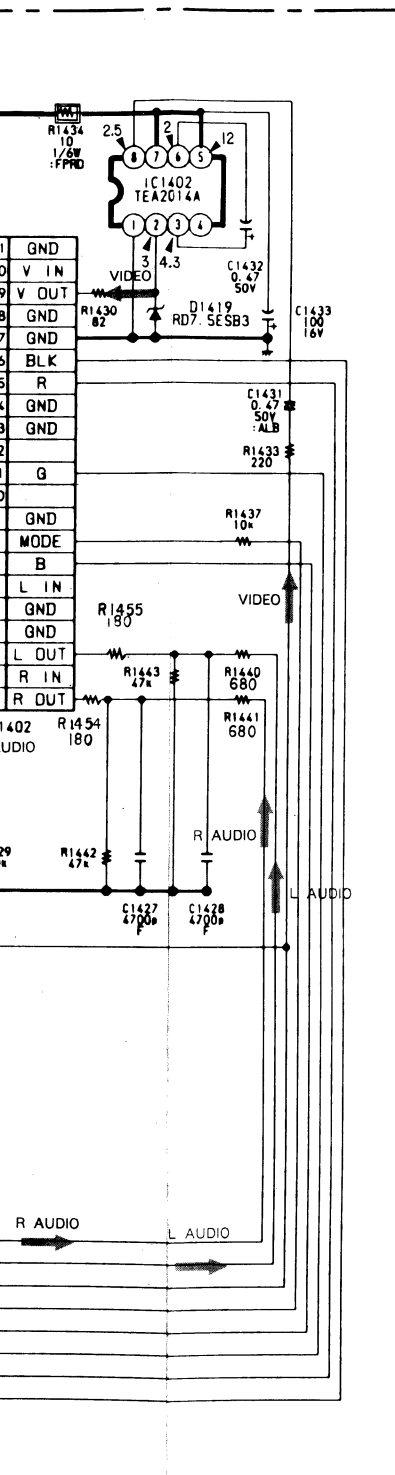 R1434
10
1/6W
:FPRD
2.5
2
12
8
7
6
5
IC1402
TEA2014A
1
2
3
4
3
4.3
VIDEO
R1430
82
D1419
RD7.5ESB3
C1432
0.47
50V
C1433
100
16V
GND
V IN
V OUT
GND
GND
BLK
R
GND
GND
G
GND
MODE
B
L IN
GND
GND
L OUT
R IN
R OUT
C1431
0.47
50V
:ALB
R1433
220
R1437
10k
VIDEO
R1455
180
R1443
47k
R1440
680
R1441
680
1402
UDIO
R1454
180
R AUDIO
L AUDIO
29
R1442
47k
C1427
4700p
F
C1428
4700p
F
R AUDIO
L AUDIO